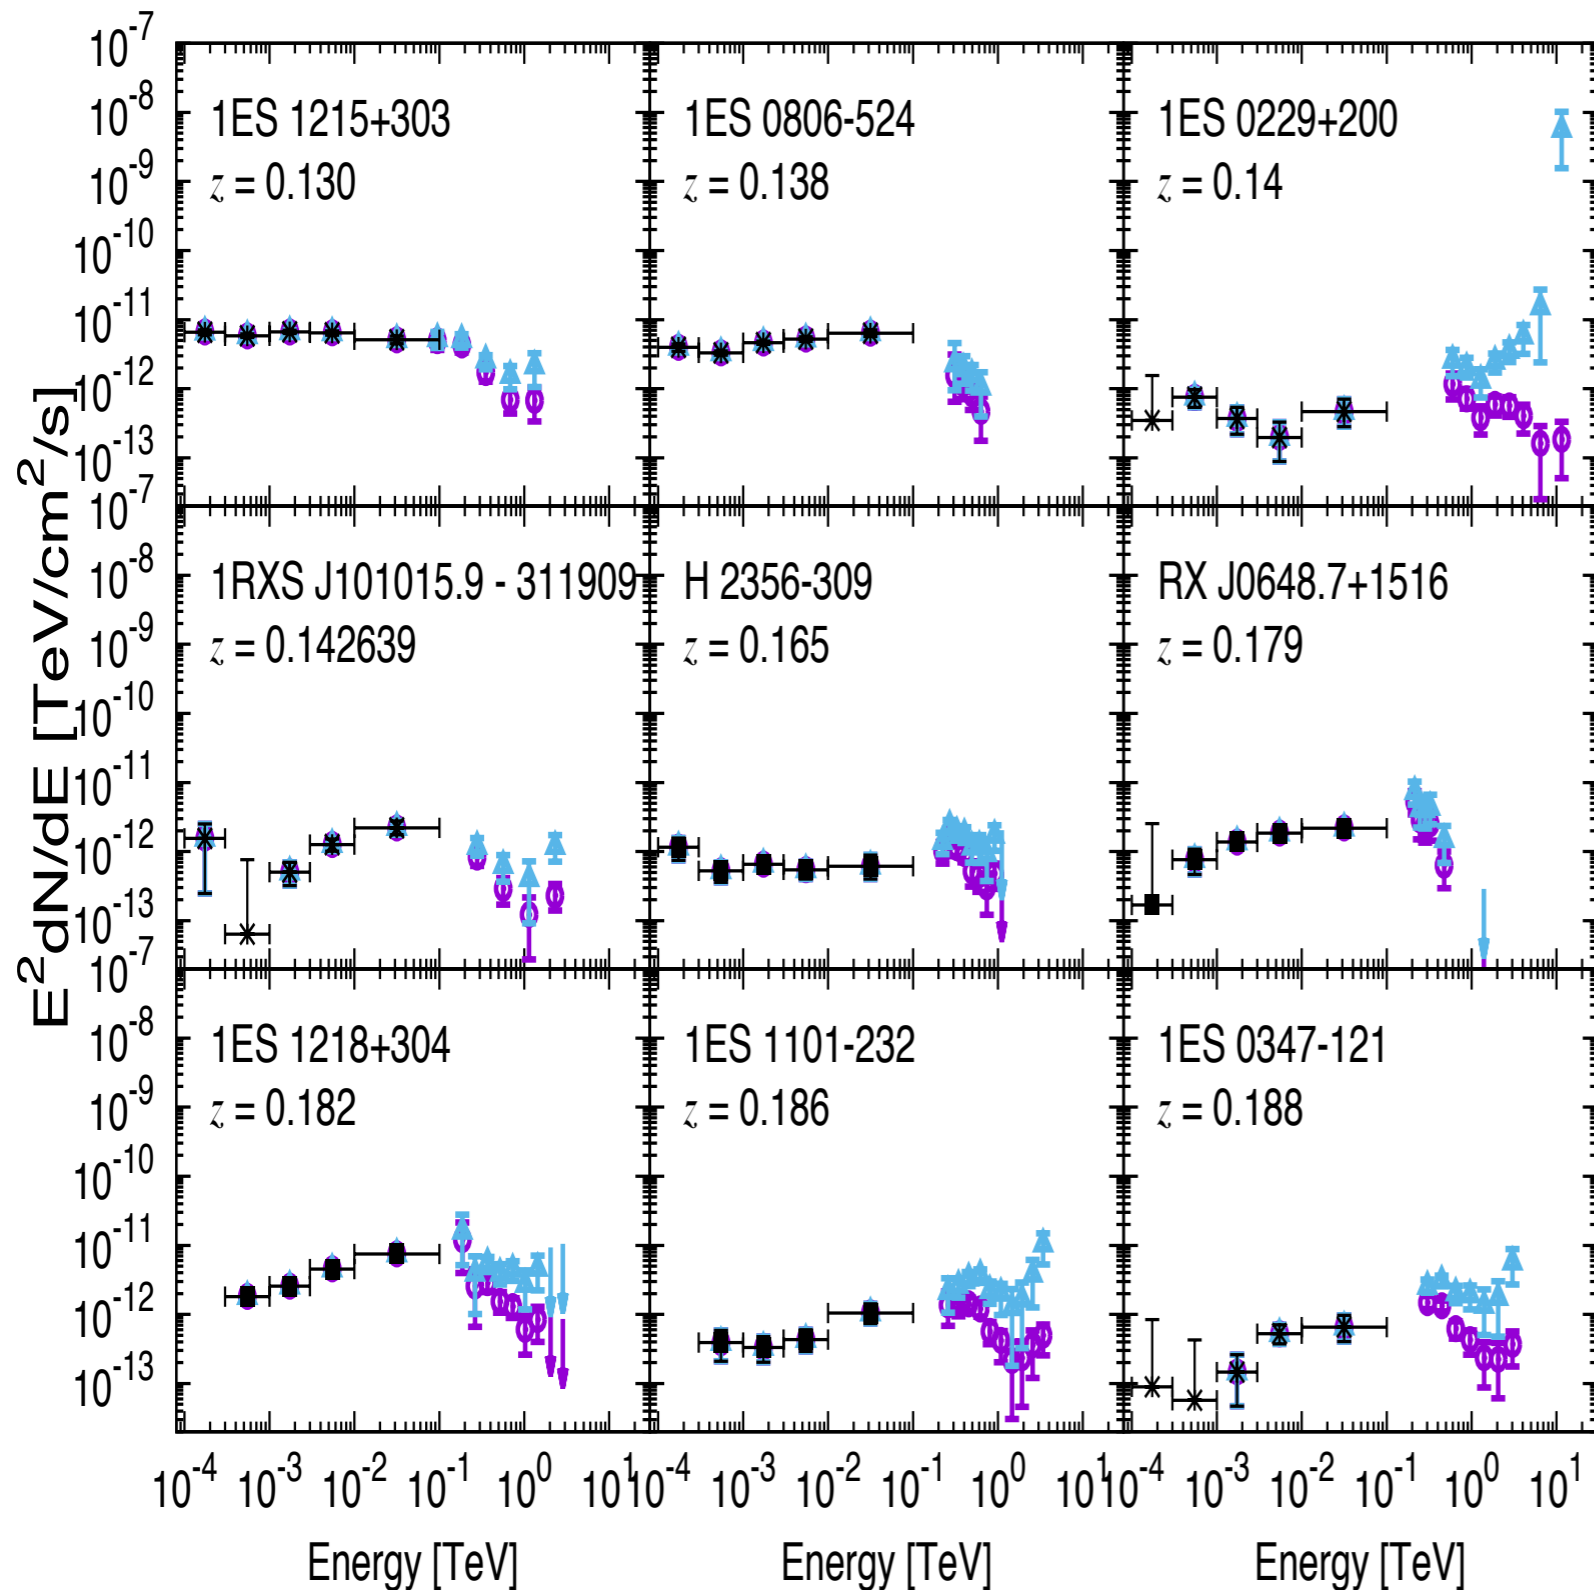 E²dN/dE [TeV/cm²/s]
10⁻⁷
10⁻⁸
10⁻⁹
10⁻¹⁰
10⁻¹¹
10⁻¹²
10⁻¹³
1ES 1215+303
z = 0.130
1ES 0806-524
z = 0.138
1ES 0229+200
z = 0.14
10⁻⁷
10⁻⁸
10⁻⁹
10⁻¹⁰
10⁻¹¹
10⁻¹²
10⁻¹³
1RXS J101015.9 - 311909
z = 0.142639
H 2356-309
z = 0.165
RX J0648.7+1516
z = 0.179
10⁻⁷
10⁻⁸
10⁻⁹
10⁻¹⁰
10⁻¹¹
10⁻¹²
10⁻¹³
1ES 1218+304
z = 0.182
1ES 1101-232
z = 0.186
1ES 0347-121
z = 0.188
10⁻⁴ 10⁻³ 10⁻² 10⁻¹ 10⁰ 10¹
10⁻⁴ 10⁻³ 10⁻² 10⁻¹ 10⁰ 10¹
10⁻⁴ 10⁻³ 10⁻² 10⁻¹ 10⁰ 10¹
Energy [TeV]
Energy [TeV]
Energy [TeV]